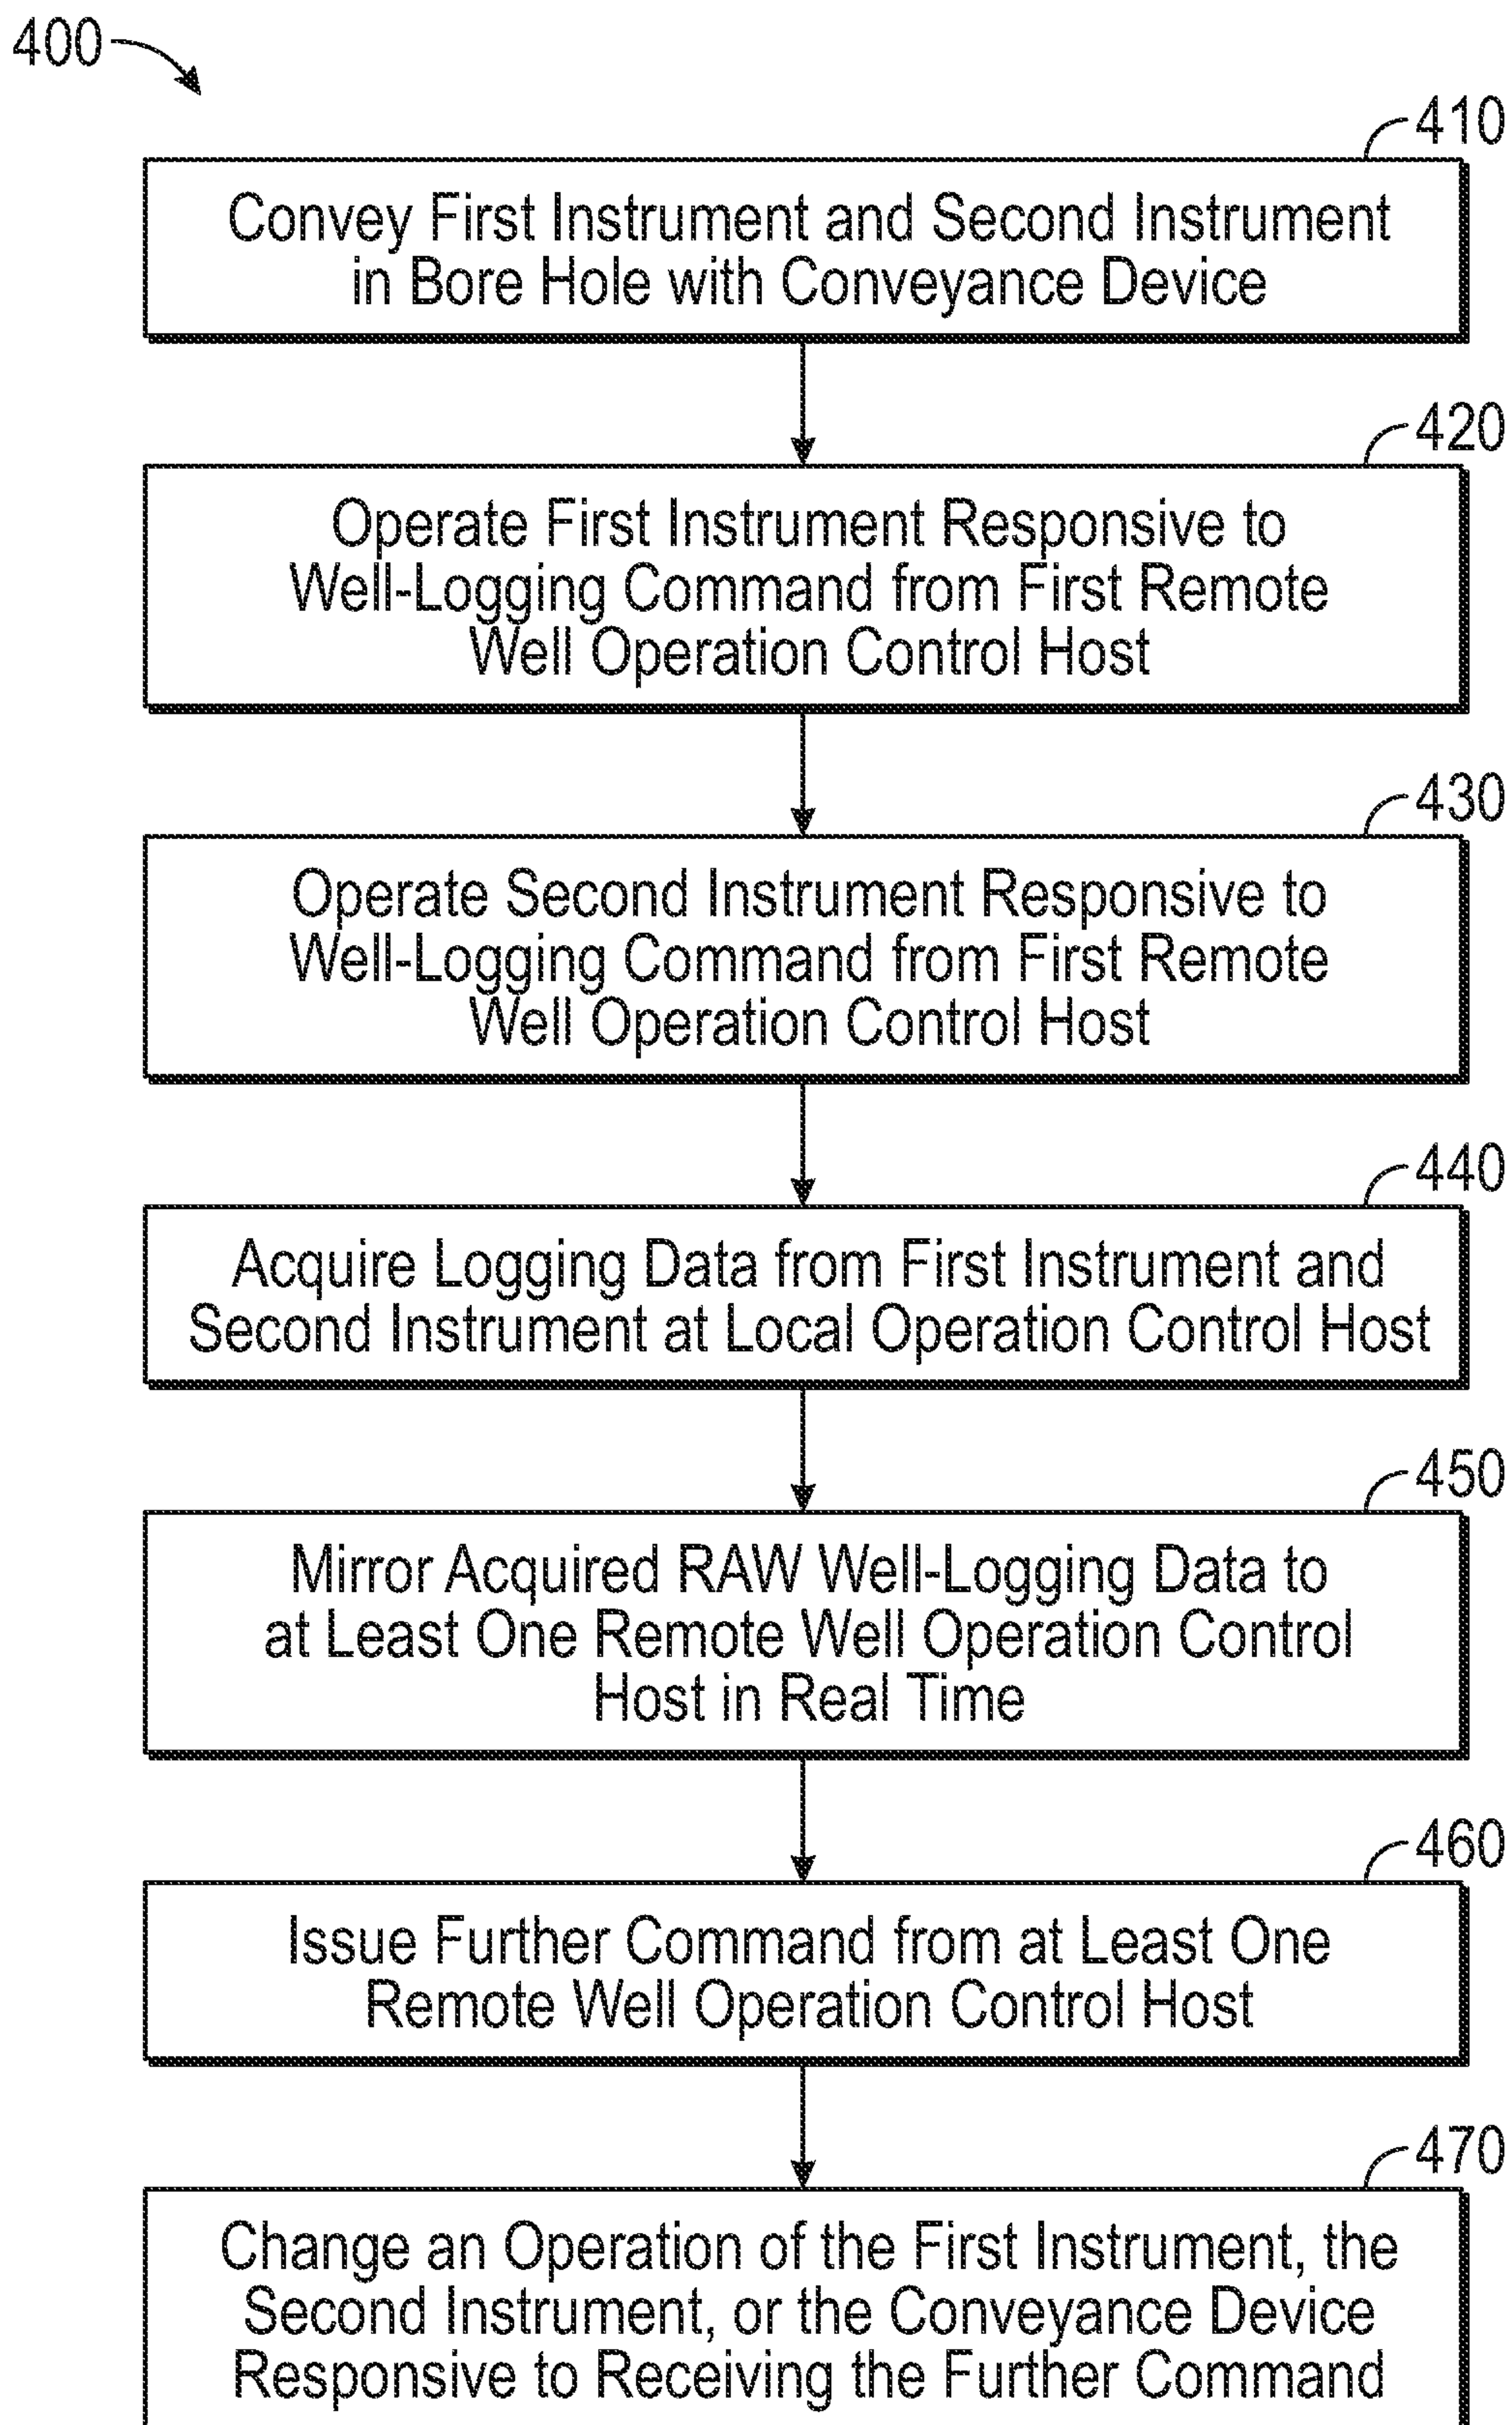 400
410
Convey First Instrument and Second Instrument
in Bore Hole with Conveyance Device
420
Operate First Instrument Responsive to
Well-Logging Command from First Remote
Well Operation Control Host
430
Operate Second Instrument Responsive to
Well-Logging Command from First Remote
Well Operation Control Host
440
Acquire Logging Data from First Instrument and
Second Instrument at Local Operation Control Host
450
Mirror Acquired RAW Well-Logging Data to
at Least One Remote Well Operation Control
Host in Real Time
460
Issue Further Command from at Least One
Remote Well Operation Control Host
470
Change an Operation of the First Instrument, the
Second Instrument, or the Conveyance Device
Responsive to Receiving the Further Command